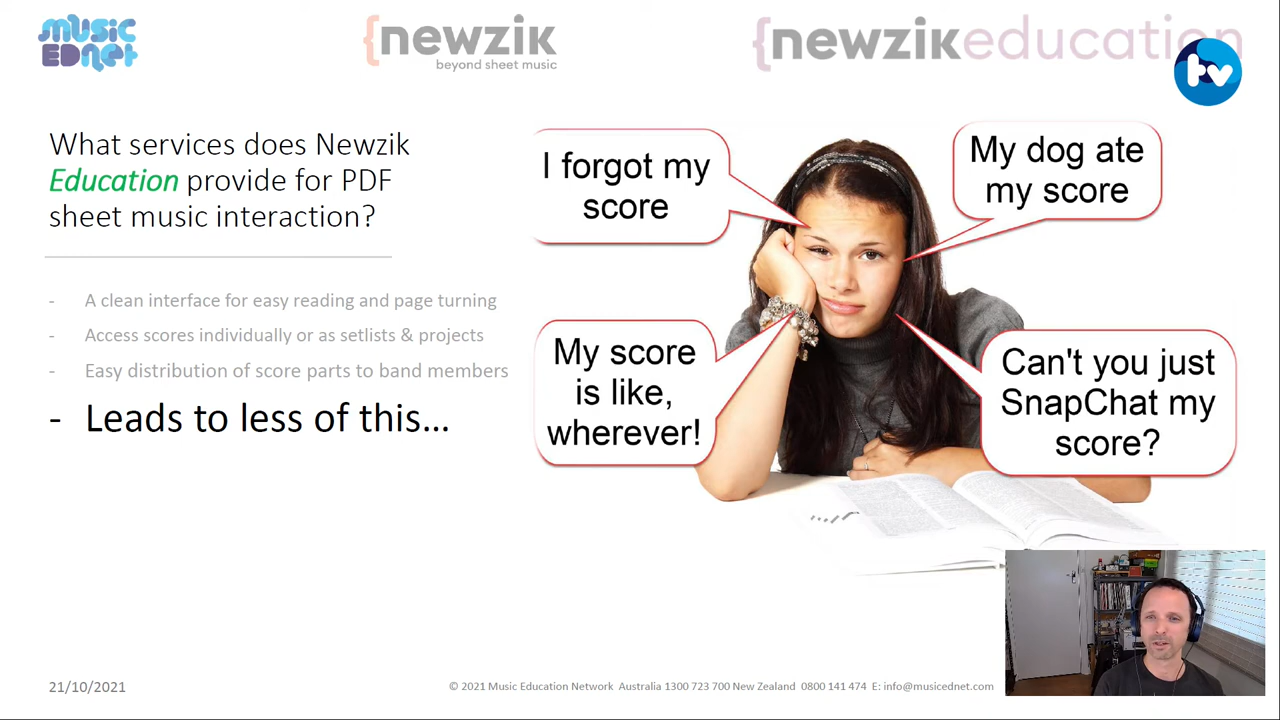 music
EDnet
{newzik
beyond sheet music
{newzikeducation
tv
What services does Newzik
Education provide for PDF
sheet music interaction?
- A clean interface for easy reading and page turning
- Access scores individually or as setlists & projects
- Easy distribution of score parts to band members
- Leads to less of this...
I forgot my
score
My dog ate
my score
My score
is like,
wherever!
Can't you just
SnapChat my
score?
21/10/2021
© 2021 Music Education Network Australia 1300 723 700 New Zealand 0800 141 474 E: info@musicednet.com